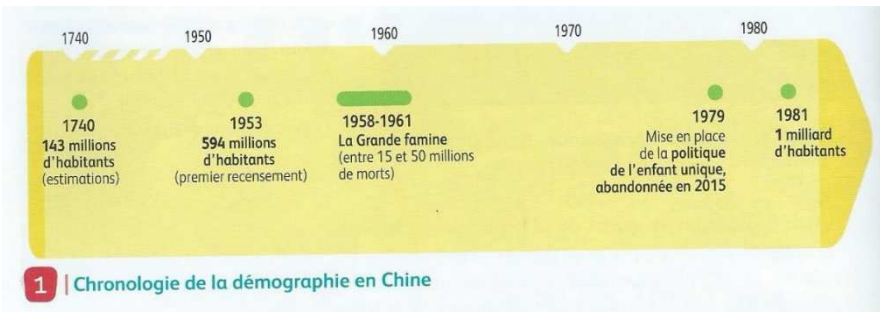 1740
1950
1960
1970
1980
1740
143 millions
d'habitants
(estimations)
1953
594 millions
d'habitants
(premier recensement)
1958-1961
La Grande famine
(entre 15 et 50 millions
de morts)
1979
Mise en place
de la politique
de l'enfant unique,
abandonnée en 2015
1981
1 milliard
d'habitants
1 | Chronologie de la démographie en Chine